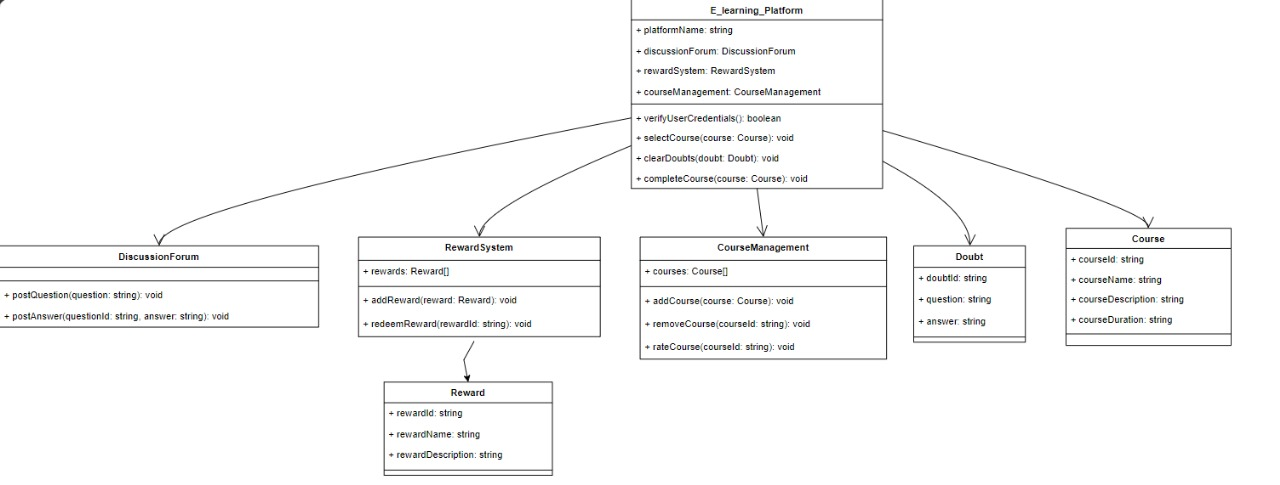 E_learning_Platform
+ platformName: string
+ discussionForum: DiscussionForum
+ rewardSystem: RewardSystem
+ courseManagement: CourseManagement
+ verifyUserCredentials(): boolean
+ selectCourse(course: Course): void
+ clearDoubts(doubt: Doubt): void
+ completeCourse(course: Course): void
DiscussionForum
+ postQuestion(question: string): void
+ postAnswer(questionId: string, answer: string): void
RewardSystem
+ rewards: Reward[]
+ addReward(reward: Reward): void
+ redeemReward(rewardId: string): void
CourseManagement
+ courses: Course[]
+ addCourse(course: Course): void
+ removeCourse(courseId: string): void
+ rateCourse(courseId: string): void
Doubt
+ doubtId: string
+ question: string
+ answer: string
Course
+ courseId: string
+ courseName: string
+ courseDescription: string
+ courseDuration: string
Reward
+ rewardId: string
+ rewardName: string
+ rewardDescription: string